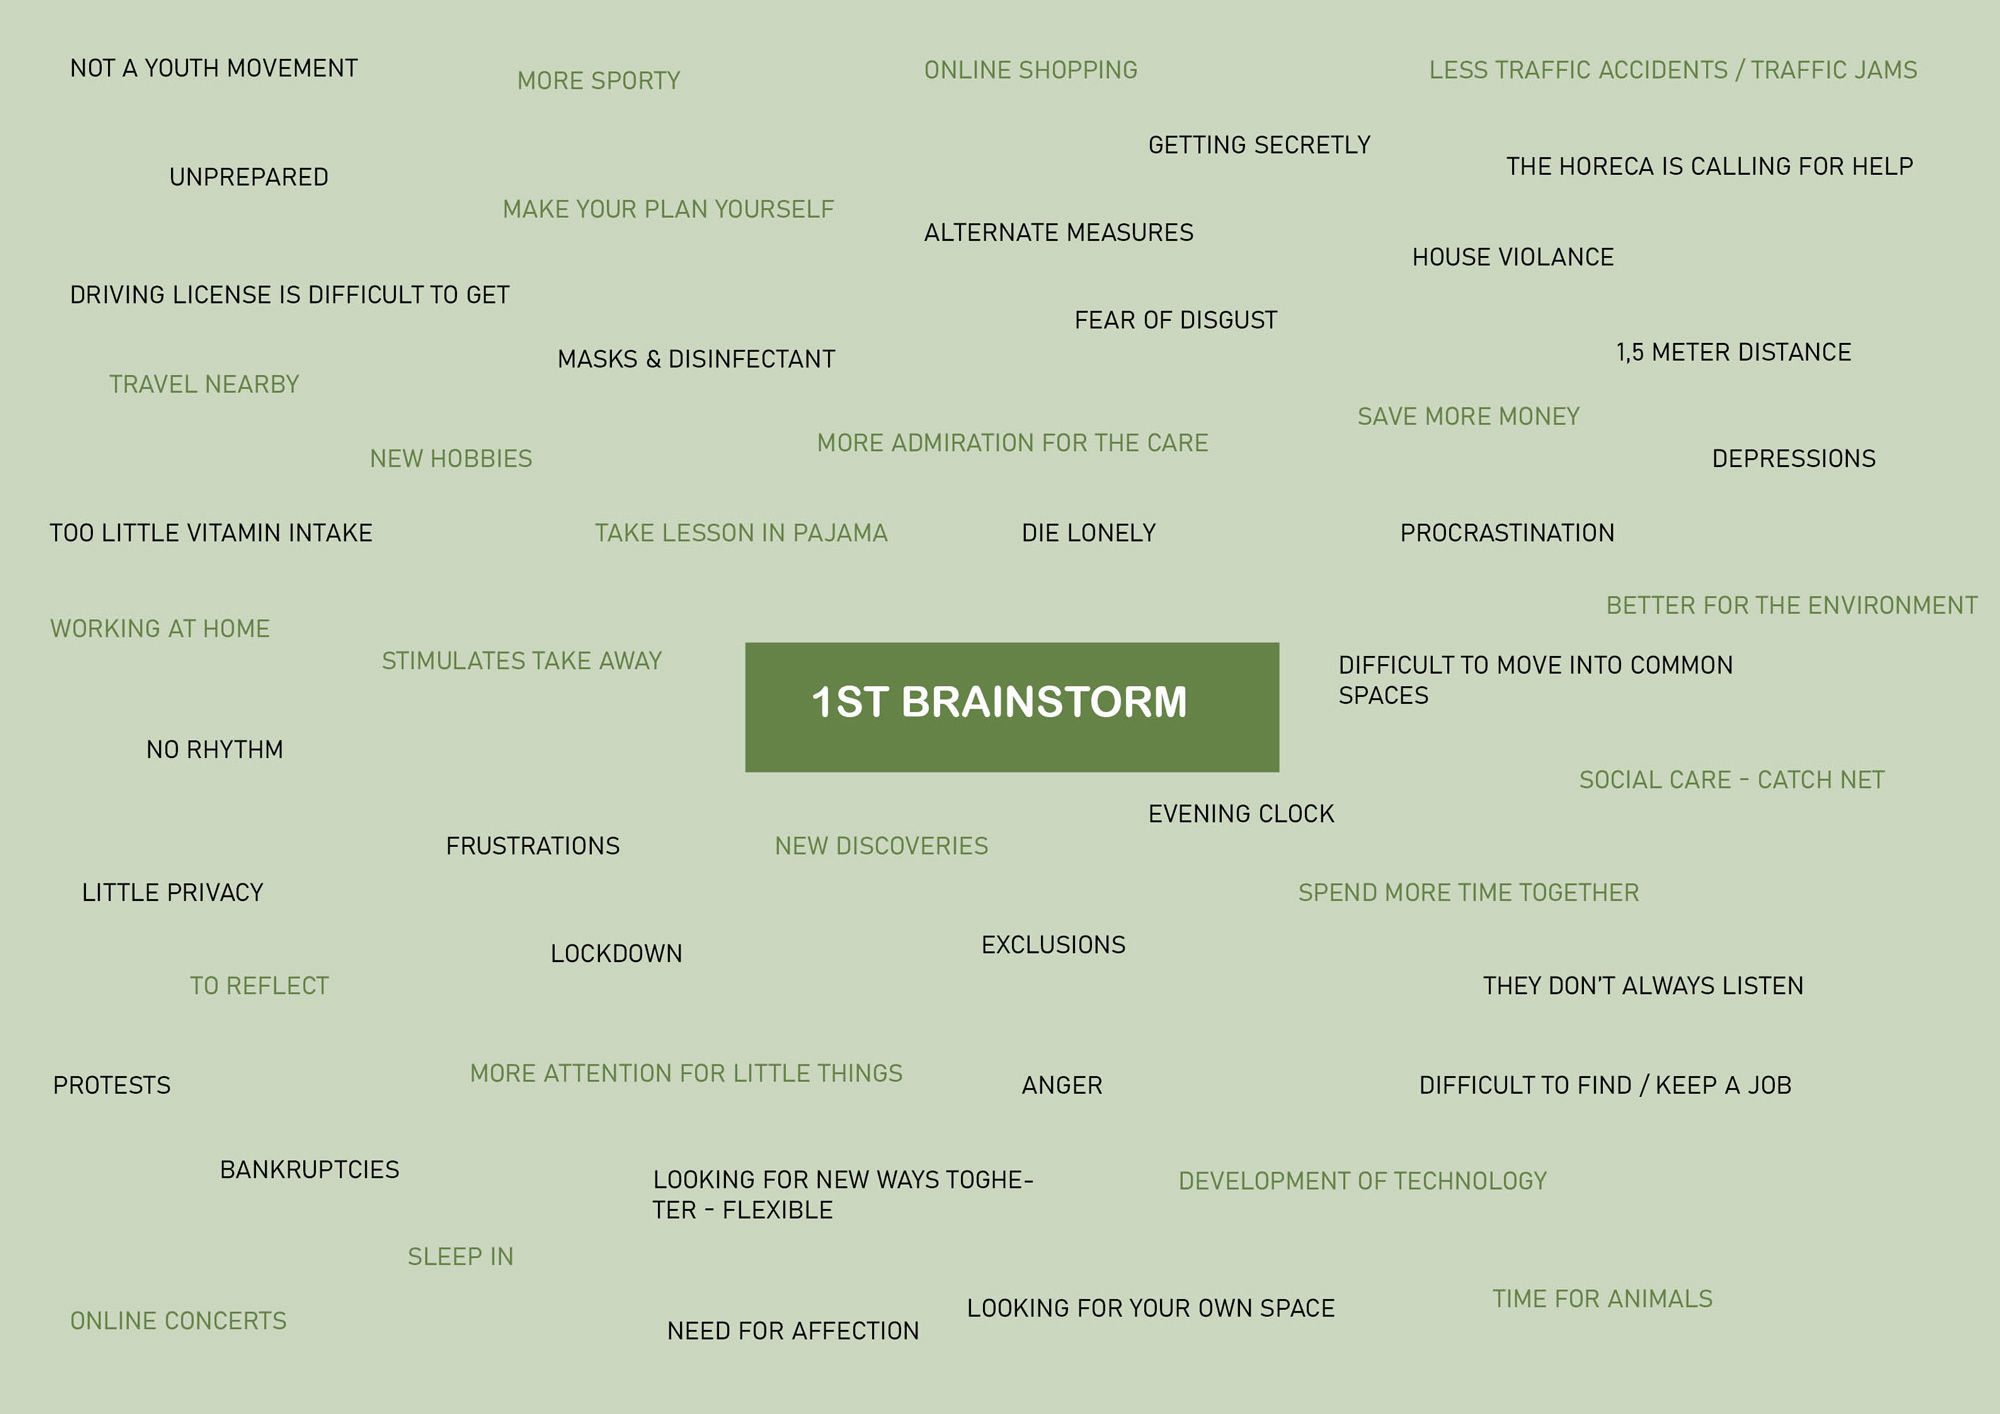 NOT A YOUTH MOVEMENT
MORE SPORTY
ONLINE SHOPPING
LESS TRAFFIC ACCIDENTS / TRAFFIC JAMS
GETTING SECRETLY
THE HORECA IS CALLING FOR HELP
UNPREPARED
MAKE YOUR PLAN YOURSELF
ALTERNATE MEASURES
HOUSE VIOLANCE
DRIVING LICENSE IS DIFFICULT TO GET
FEAR OF DISGUST
MASKS & DISINFECTANT
1,5 METER DISTANCE
TRAVEL NEARBY
SAVE MORE MONEY
MORE ADMIRATION FOR THE CARE
NEW HOBBIES
DEPRESSIONS
TOO LITTLE VITAMIN INTAKE
TAKE LESSON IN PAJAMA
DIE LONELY
PROCRASTINATION
BETTER FOR THE ENVIRONMENT
WORKING AT HOME
STIMULATES TAKE AWAY
DIFFICULT TO MOVE INTO COMMON
SPACES
1ST BRAINSTORM
NO RHYTHM
SOCIAL CARE - CATCH NET
EVENING CLOCK
FRUSTRATIONS
NEW DISCOVERIES
LITTLE PRIVACY
SPEND MORE TIME TOGETHER
LOCKDOWN
EXCLUSIONS
TO REFLECT
THEY DON'T ALWAYS LISTEN
MORE ATTENTION FOR LITTLE THINGS
PROTESTS
ANGER
DIFFICULT TO FIND / KEEP A JOB
BANKRUPTCIES
LOOKING FOR NEW WAYS TOGHE-
TER - FLEXIBLE
DEVELOPMENT OF TECHNOLOGY
SLEEP IN
TIME FOR ANIMALS
LOOKING FOR YOUR OWN SPACE
ONLINE CONCERTS
NEED FOR AFFECTION